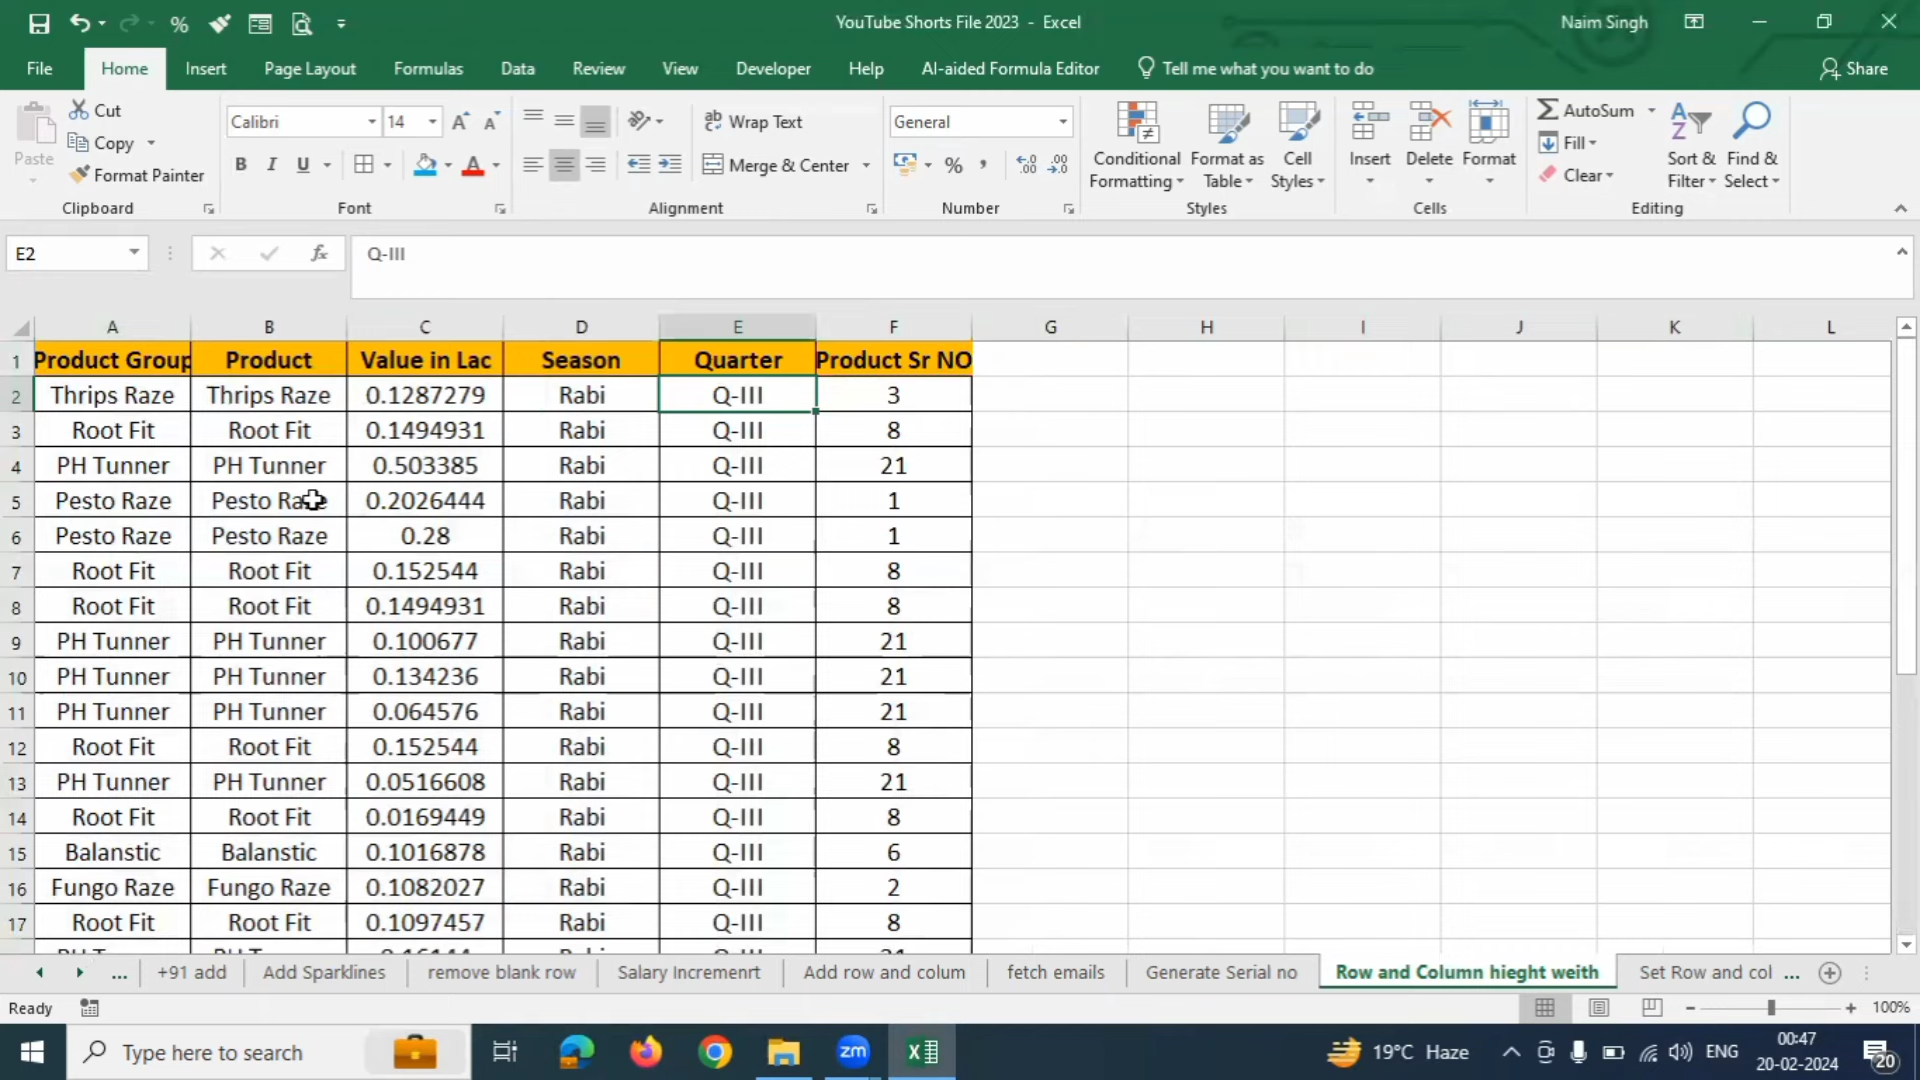 YouTube Shorts File 2023 - Excel
Naim Singh
File Home Insert Page Layout Formulas Data Review View Developer Help AI-aided Formula Editor Tell me what you want to do Share
Paste
Cut
Copy
Format Painter
Clipboard
Calibri 14
B I U
Font
Wrap Text
Merge & Center
Alignment
General
%
Number
Conditional Formatting
Format as Table
Cell Styles
Styles
Insert Delete Format
Cells
AutoSum
Fill
Clear
Sort & Filter
Find & Select
Editing
E2 fx Q-III
A B C D E F G H I J K L
1 Product Group Product Value in Lac Season Quarter Product Sr NO
2 Thrips Raze Thrips Raze 0.1287279 Rabi Q-III 3
3 Root Fit Root Fit 0.1494931 Rabi Q-III 8
4 PH Tunner PH Tunner 0.503385 Rabi Q-III 21
5 Pesto Raze Pesto Raze 0.2026444 Rabi Q-III 1
6 Pesto Raze Pesto Raze 0.28 Rabi Q-III 1
7 Root Fit Root Fit 0.152544 Rabi Q-III 8
8 Root Fit Root Fit 0.1494931 Rabi Q-III 8
9 PH Tunner PH Tunner 0.100677 Rabi Q-III 21
10 PH Tunner PH Tunner 0.134236 Rabi Q-III 21
11 PH Tunner PH Tunner 0.064576 Rabi Q-III 21
12 Root Fit Root Fit 0.152544 Rabi Q-III 8
13 PH Tunner PH Tunner 0.0516608 Rabi Q-III 21
14 Root Fit Root Fit 0.0169449 Rabi Q-III 8
15 Balanstic Balanstic 0.1016878 Rabi Q-III 6
16 Fungo Raze Fungo Raze 0.1082027 Rabi Q-III 2
17 Root Fit Root Fit 0.1097457 Rabi Q-III 8
... +91 add Add Sparklines remove blank row Salary Incremenrt Add row and colum fetch emails Generate Serial no Row and Column hieght weith Set Row and col ...
Ready 100%
Type here to search
zm
19°C Haze ENG
00:47
20-02-2024
20